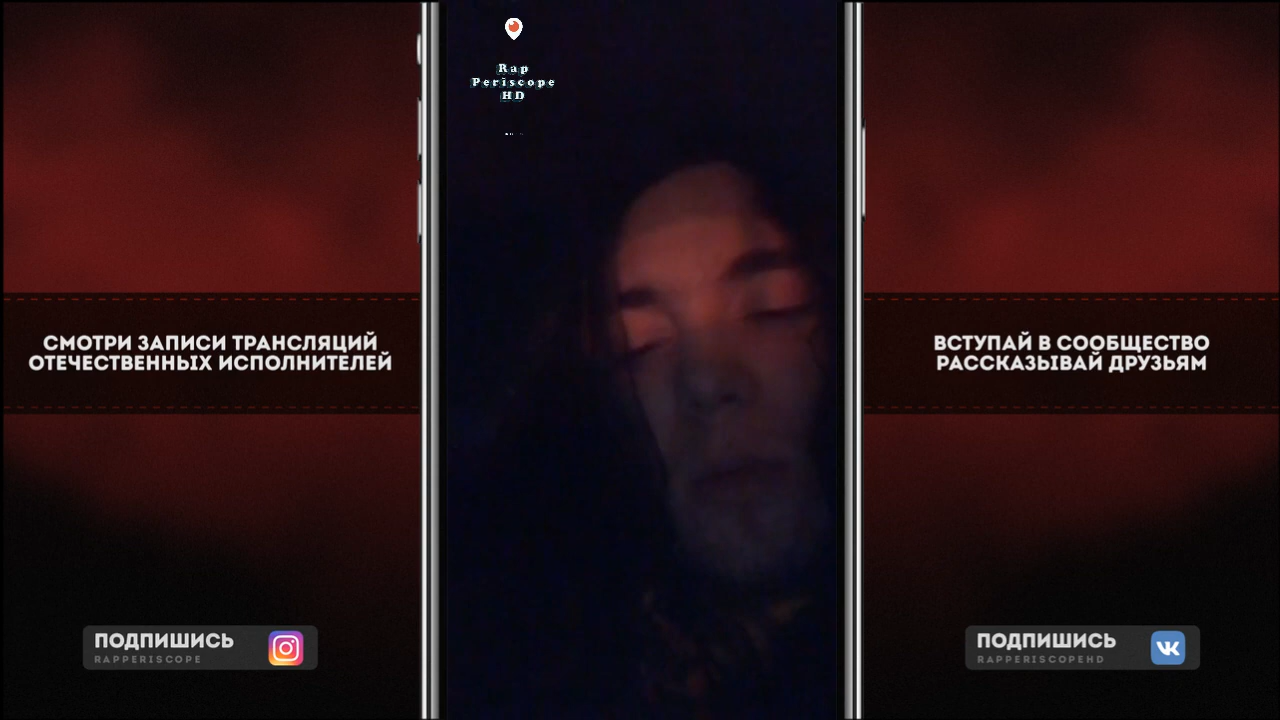 Rap
Periscope
HD
СМОТРИ ЗАПИСИ ТРАНСЛЯЦИЙ
ОТЕЧЕСТВЕННЫХ ИСПОЛНИТЕЛЕЙ
ВСТУПАЙ В СООБЩЕСТВО
РАССКАЗЫВАЙ ДРУЗЬЯМ
ПОДПИШИСЬ
RAPPERISCOPE
ПОДПИШИСЬ
RAPPERISCOPEHD